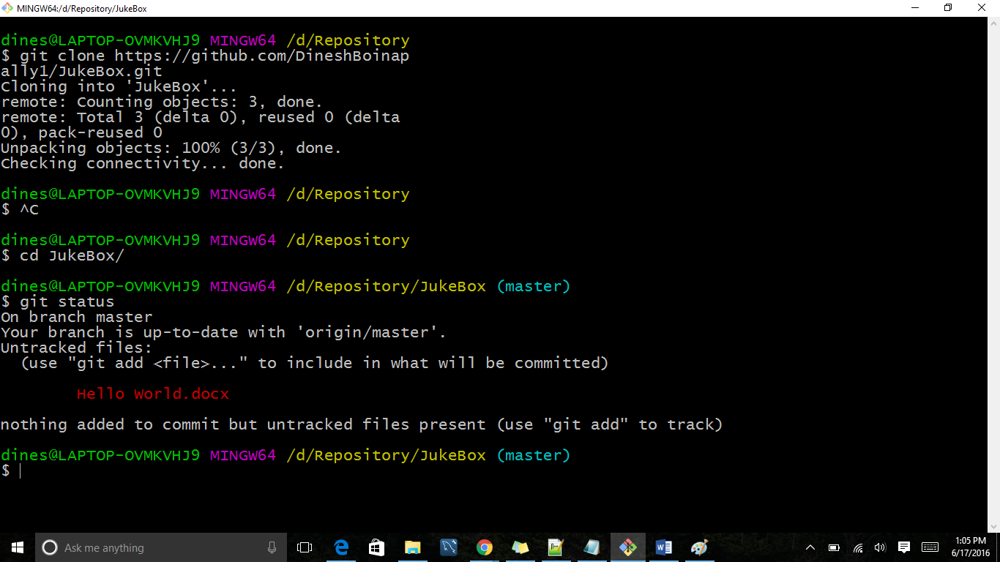 MINGW64:/d/Repository/JukeBox
dines@LAPTOP-OVMKVHJ9 MINGW64 /d/Repository
$ git clone https://github.com/DineshBoinap
ally1/JukeBox.git
Cloning into 'JukeBox'...
remote: Counting objects: 3, done.
remote: Total 3 (delta 0), reused 0 (delta
0), pack-reused 0
Unpacking objects: 100% (3/3), done.
Checking connectivity... done.
dines@LAPTOP-OVMKVHJ9 MINGW64 /d/Repository
$ ^C
dines@LAPTOP-OVMKVHJ9 MINGW64 /d/Repository
$ cd JukeBox/
dines@LAPTOP-OVMKVHJ9 MINGW64 /d/Repository/JukeBox (master)
$ git status
On branch master
Your branch is up-to-date with 'origin/master'.
Untracked files:
  (use "git add <file>..." to include in what will be committed)
        Hello World.docx
nothing added to commit but untracked files present (use "git add" to track)
dines@LAPTOP-OVMKVHJ9 MINGW64 /d/Repository/JukeBox (master)
$
Ask me anything
1:05 PM
6/17/2016